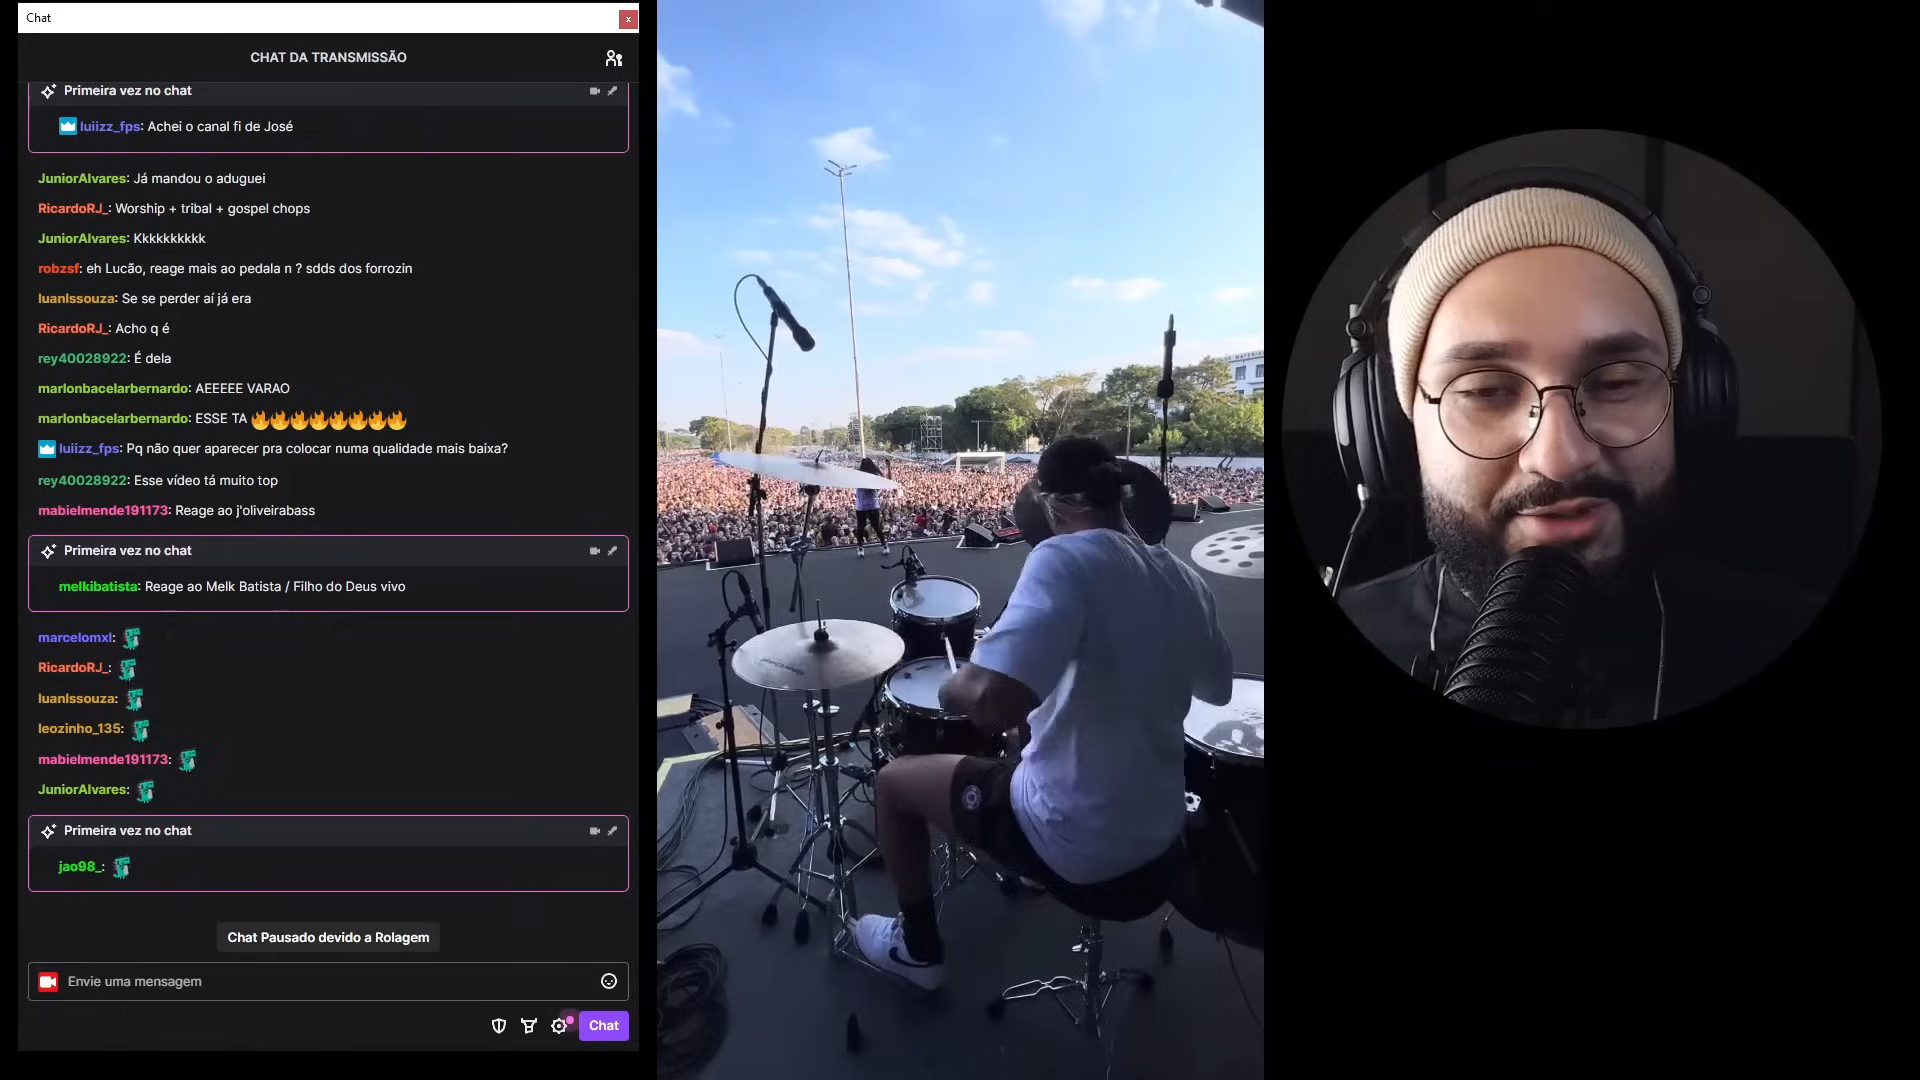 Chat
CHAT DA TRANSMISSÃO
Primeira vez no chat
luiizz_fps: Achei o canal fi de José
JuniorAlvares: Já mandou o aduguei
RicardoRJ_: Worship + tribal + gospel chops
JuniorAlvares: Kkkkkkkkkk
robzsf: eh Lucão, reage mais ao pedala n ? sdds dos forrozin
luanlssouza: Se se perder aí já era
RicardoRJ_: Acho q é
rey40028922: É dela
marlonbacelarbernardo: AEEEEE VARAO
marlonbacelarbernardo: ESSE TA 🔥🔥🔥🔥🔥🔥🔥🔥
luiizz_fps: Pq não quer aparecer pra colocar numa qualidade mais baixa?
rey40028922: Esse vídeo tá muito top
mabielmende191173: Reage ao j'oliveirabass
Primeira vez no chat
melkibatista: Reage ao Melk Batista / Filho do Deus vivo
marcelomxl:
RicardoRJ_:
luanlssouza:
leozinho_135:
mabielmende191173:
JuniorAlvares:
Primeira vez no chat
jao98_:
Chat Pausado devido a Rolagem
Envie uma mensagem
Chat